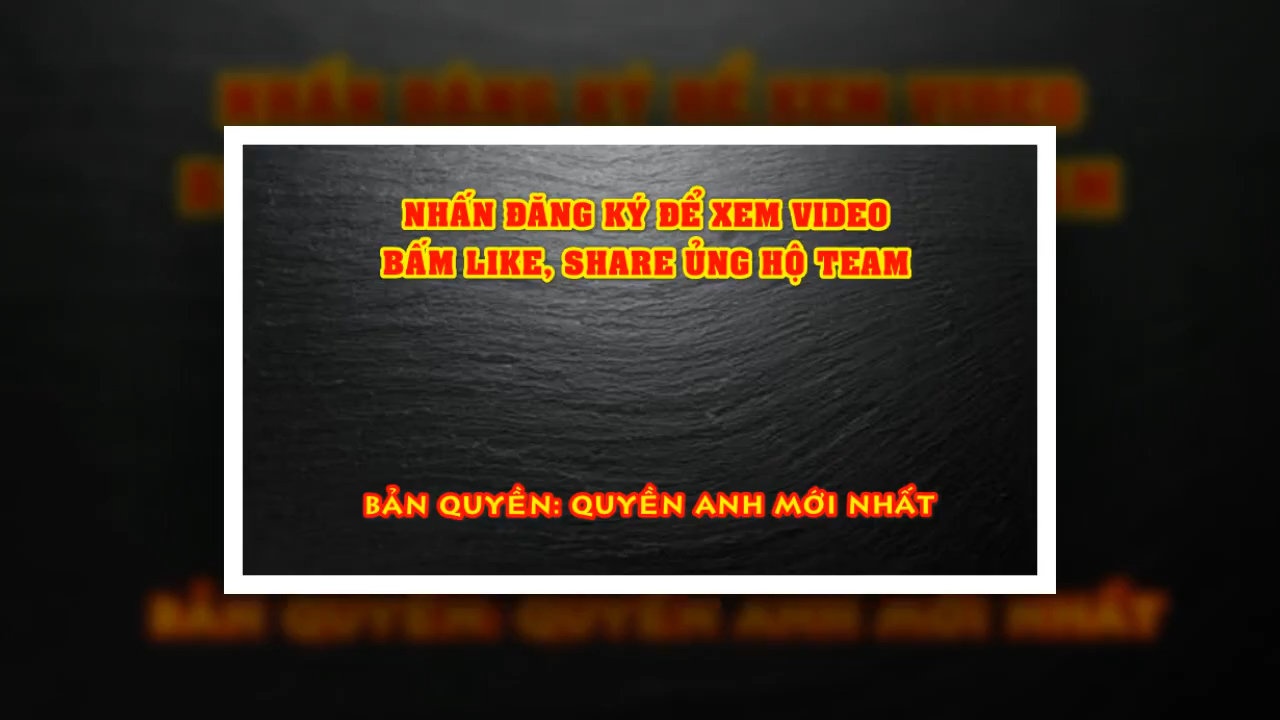 NHẤN ĐĂNG KÝ ĐỂ XEM VIDEO
BẤM LIKE, SHARE ỦNG HỘ TEAM
BẢN QUYỀN: QUYỀN ANH MỚI NHẤT